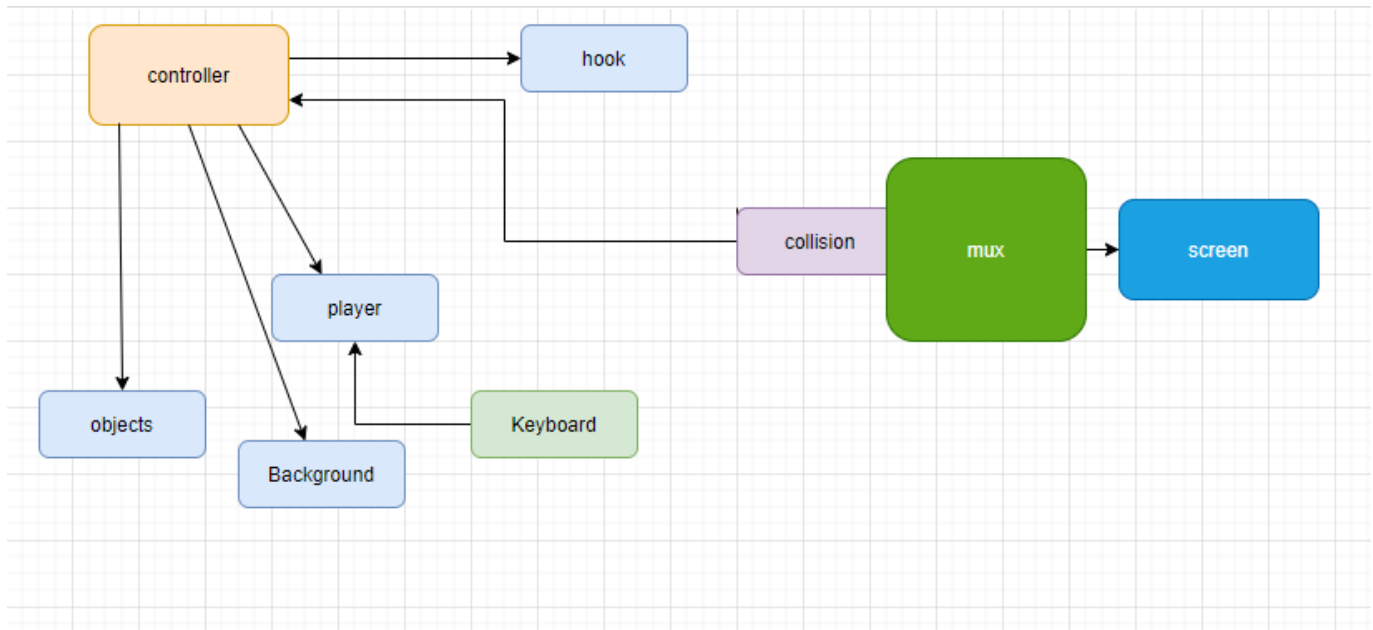 controller
hook
collision
mux
screen
player
objects
Keyboard
Background